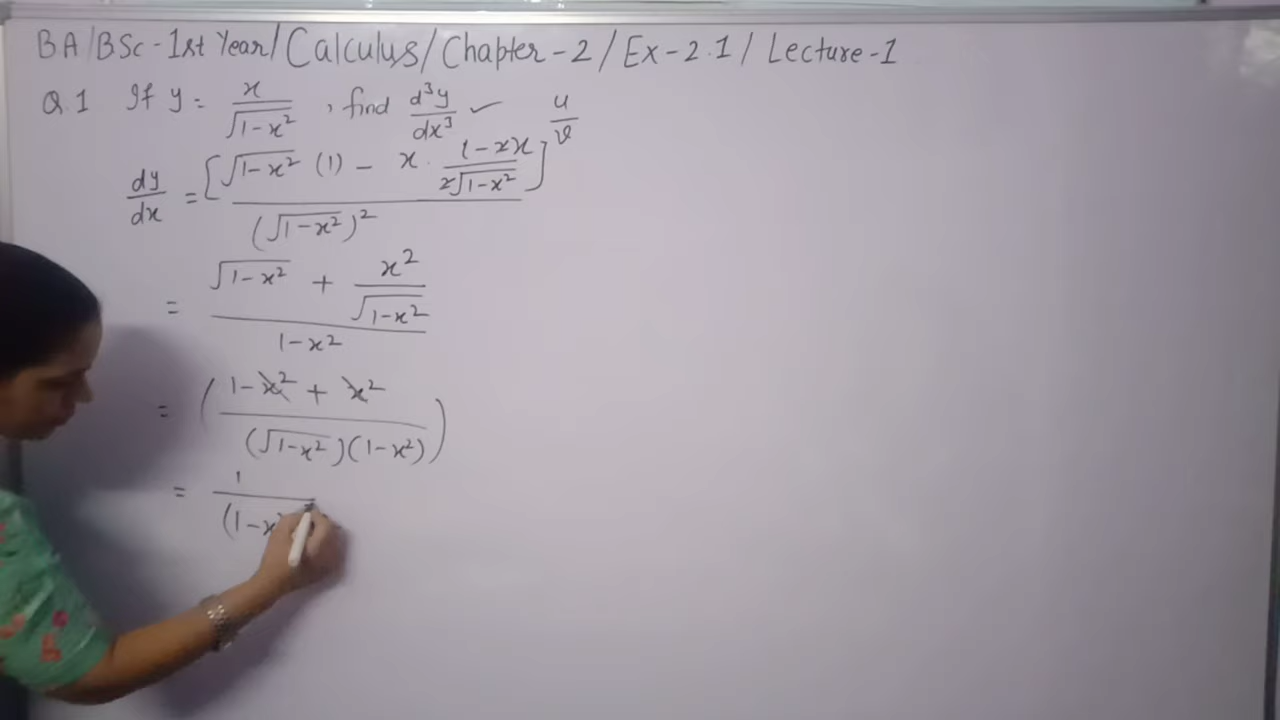 BA/BSc-1st Year/Calculus/Chapter-2/Ex-2.1/Lecture-1
Q.1 If y = x/√(1-x²), find d³y/dx³ ✓ u/v
dy/dx = [√(1-x²) (1) - x · (-2x)/(2√(1-x²))]/(√(1-x²))²
= (√(1-x²) + x²/√(1-x²))/(1-x²)
= ((1-x² + x²)/((√(1-x²))(1-x²)))
= 1/(1-x